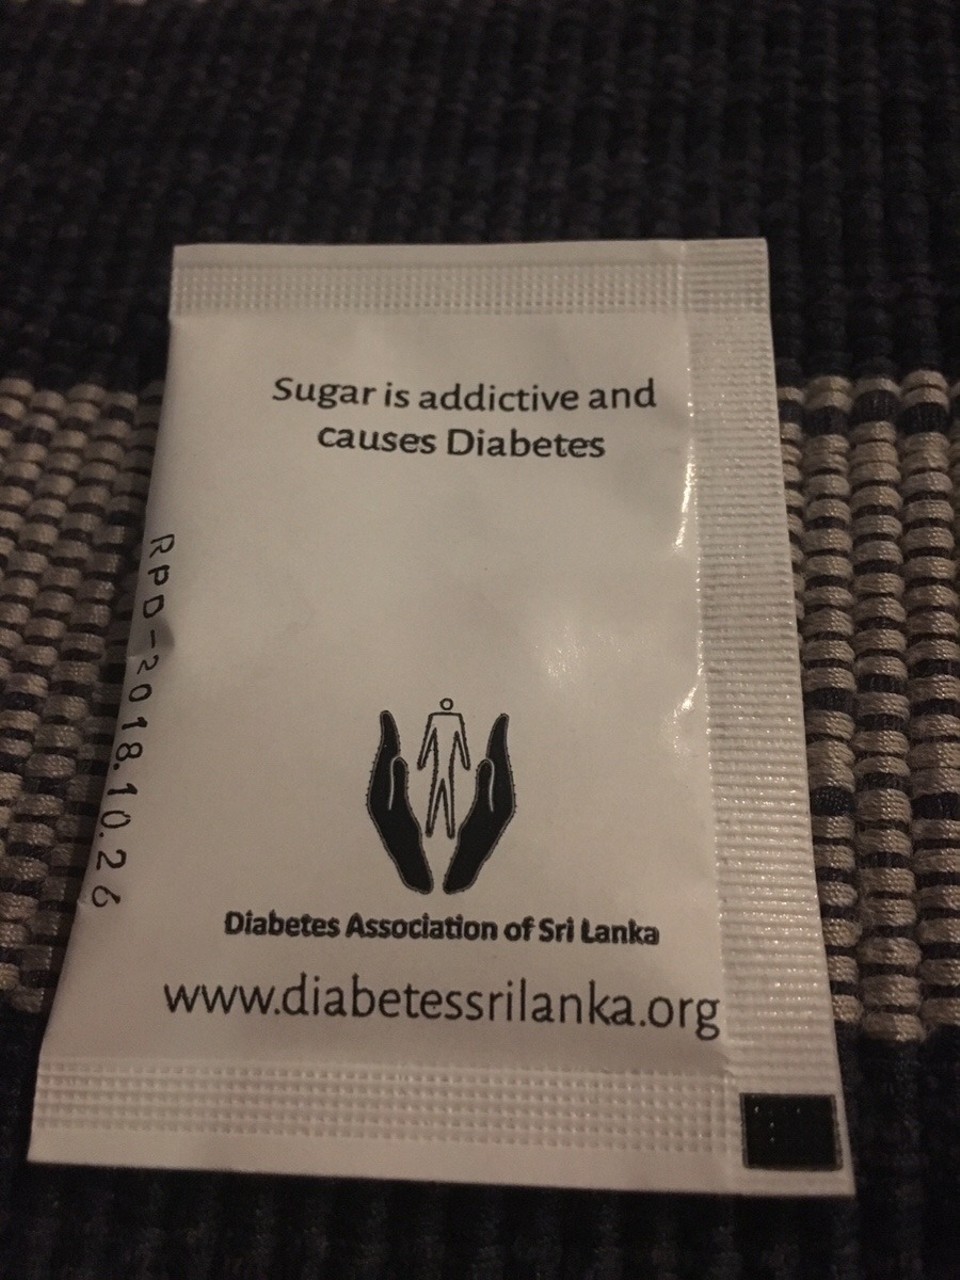 Sugar is addictive and
causes Diabetes
RPD-2018.10.26
Diabetes Association of Sri Lanka
www.diabetessrilanka.org